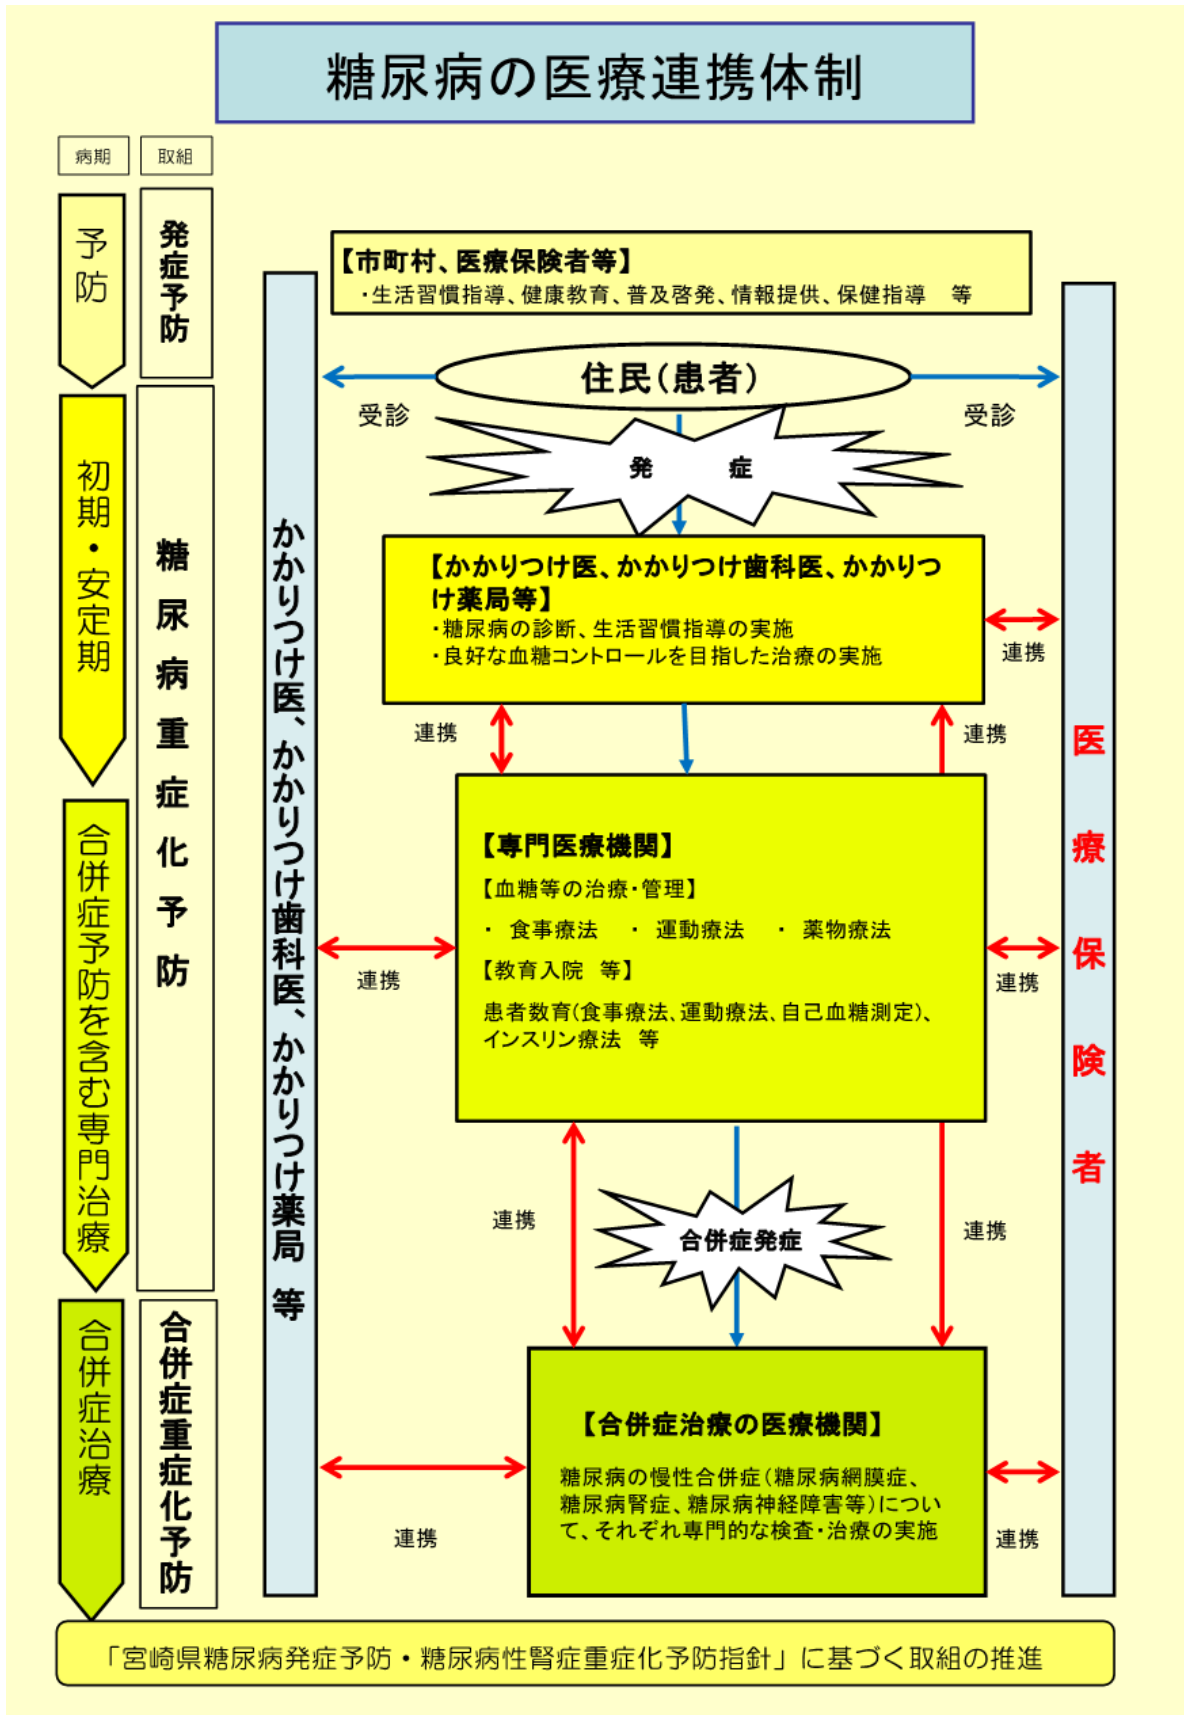 糖尿病の医療連携体制
病期
取組
予防
発症予防
初期・安定期
糖尿病重症化予防
合併症予防を含む専門治療
合併症治療
合併症重症化予防
【市町村、医療保険者等】
・生活習慣指導、健康教育、普及啓発、情報提供、保健指導　等
住民(患者)
受診
受診
発　症
かかりつけ医、かかりつけ歯科医、かかりつけ薬局 等
医療保険者
【かかりつけ医、かかりつけ歯科医、かかりつ
け薬局等】
・糖尿病の診断、生活習慣指導の実施
・良好な血糖コントロールを目指した治療の実施
連携
連携
連携
【専門医療機関】
【血糖等の治療・管理】
・ 食事療法　・ 運動療法　・ 薬物療法
【教育入院　等】
患者数育(食事療法、運動療法、自己血糖測定)、
インスリン療法　等
連携
連携
連携
合併症発症
連携
【合併症治療の医療機関】
糖尿病の慢性合併症(糖尿病網膜症、
糖尿病腎症、糖尿病神経障害等)につい
て、それぞれ専門的な検査・治療の実施
連携
連携
「宮崎県糖尿病発症予防・糖尿病性腎症重症化予防指針」に基づく取組の推進